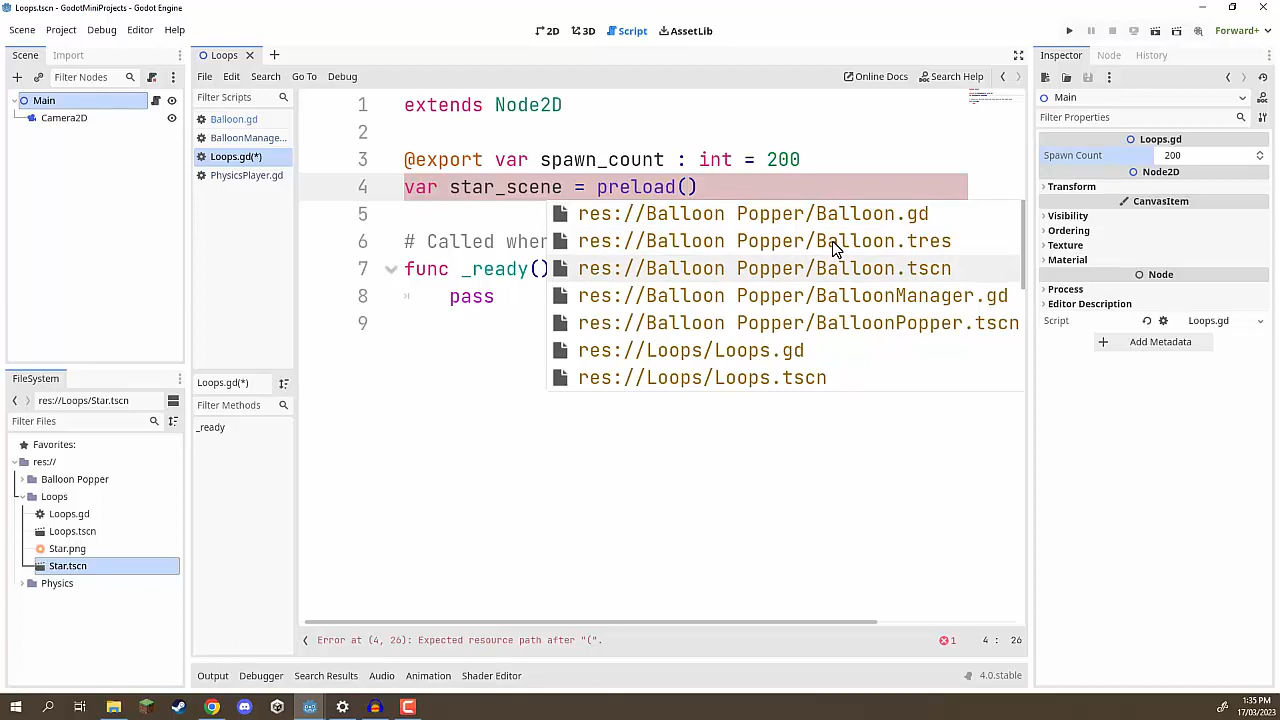 Loops.tscn - GodotMiniProjects - Godot Engine
Scene Project Debug Editor Help
2D 3D Script AssetLib
Forward+
Scene Import
Filter Nodes
Main
Camera2D
Loops
File Edit Search Go To Debug
Online Docs Search Help
Filter Scripts
Balloon.gd
BalloonManage...
Loops.gd(*)
PhysicsPlayer.gd
Loops.gd(*)
Filter Methods
_ready
1 extends Node2D
2
3 @export var spawn_count : int = 200
4 var star_scene = preload()
5
6 # Called when
7 func _ready()
8 pass
9
res://Balloon Popper/Balloon.gd
res://Balloon Popper/Balloon.tres
res://Balloon Popper/Balloon.tscn
res://Balloon Popper/BalloonManager.gd
res://Balloon Popper/BalloonPopper.tscn
res://Loops/Loops.gd
res://Loops/Loops.tscn
Error at (4, 26): Expected resource path after "(".
1 4 : 26
Output Debugger Search Results Audio Animation Shader Editor
4.0.stable
FileSystem
res://Loops/Star.tscn
Filter Files
Favorites:
res://
Balloon Popper
Loops
Loops.gd
Loops.tscn
Star.png
Star.tscn
Physics
Inspector Node History
Main
Filter Properties
Loops.gd
Spawn Count 200
Node2D
Transform
CanvasItem
Visibility
Ordering
Texture
Material
Node
Process
Editor Description
Script Loops.gd
Add Metadata
1:35 PM
17/03/2023